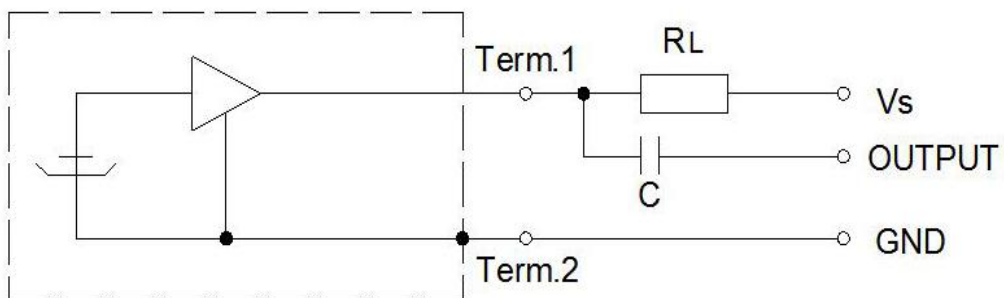 Term.1
RL
Vs
OUTPUT
C
GND
Term.2